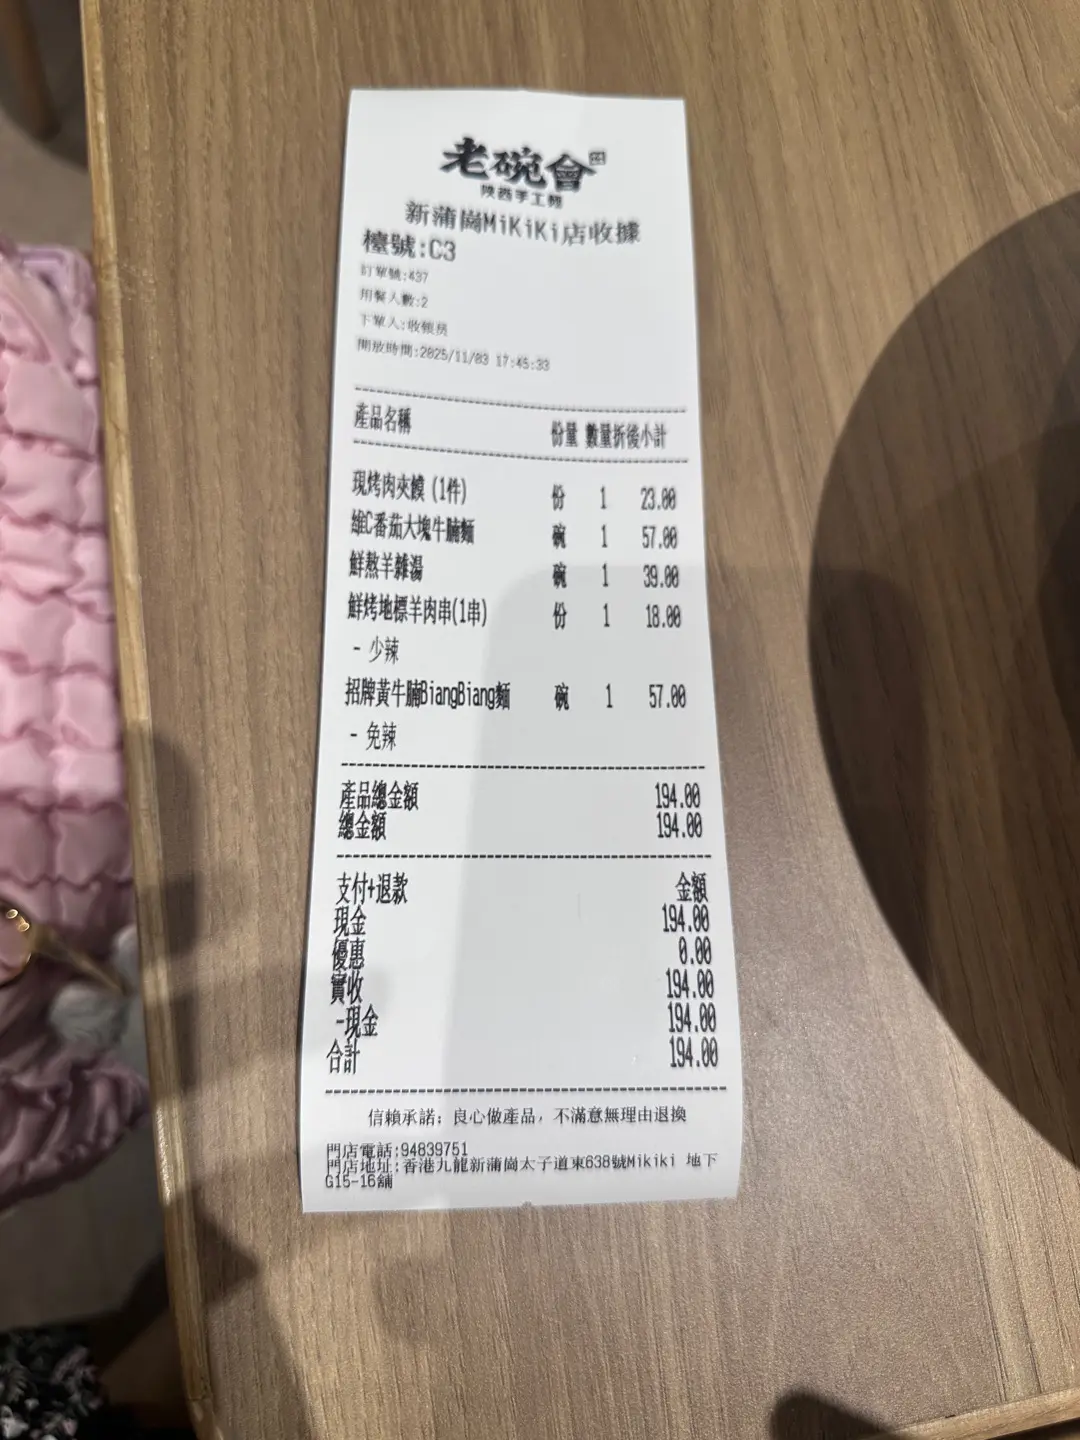 老碗會
陝西手工麵
新蒲崗MiKiKi店收據
檯號:C3
訂單號:437
用餐人數:2
下單人:收銀員
開放時間:2025/11/03 17:45:33
產品名稱 份量 數量折後小計
現烤肉夾饃 (1件) 份 1 23.00
維C番茄大塊牛腩麵 碗 1 57.00
鮮熬羊雜湯 碗 1 39.00
鮮烤地標羊肉串(1串) 份 1 18.00
- 少辣
招牌黃牛腩BiangBiang麵 碗 1 57.00
- 免辣
產品總金額 194.00
總金額 194.00
支付+退款 金額
現金 194.00
優惠 0.00
實收 194.00
-現金 194.00
合計 194.00
信賴承諾; 良心做產品, 不滿意無理由退換
門店電話:94839751
門店地址:香港九龍新蒲崗太子道東638號Mikiki 地下
G15-16舖